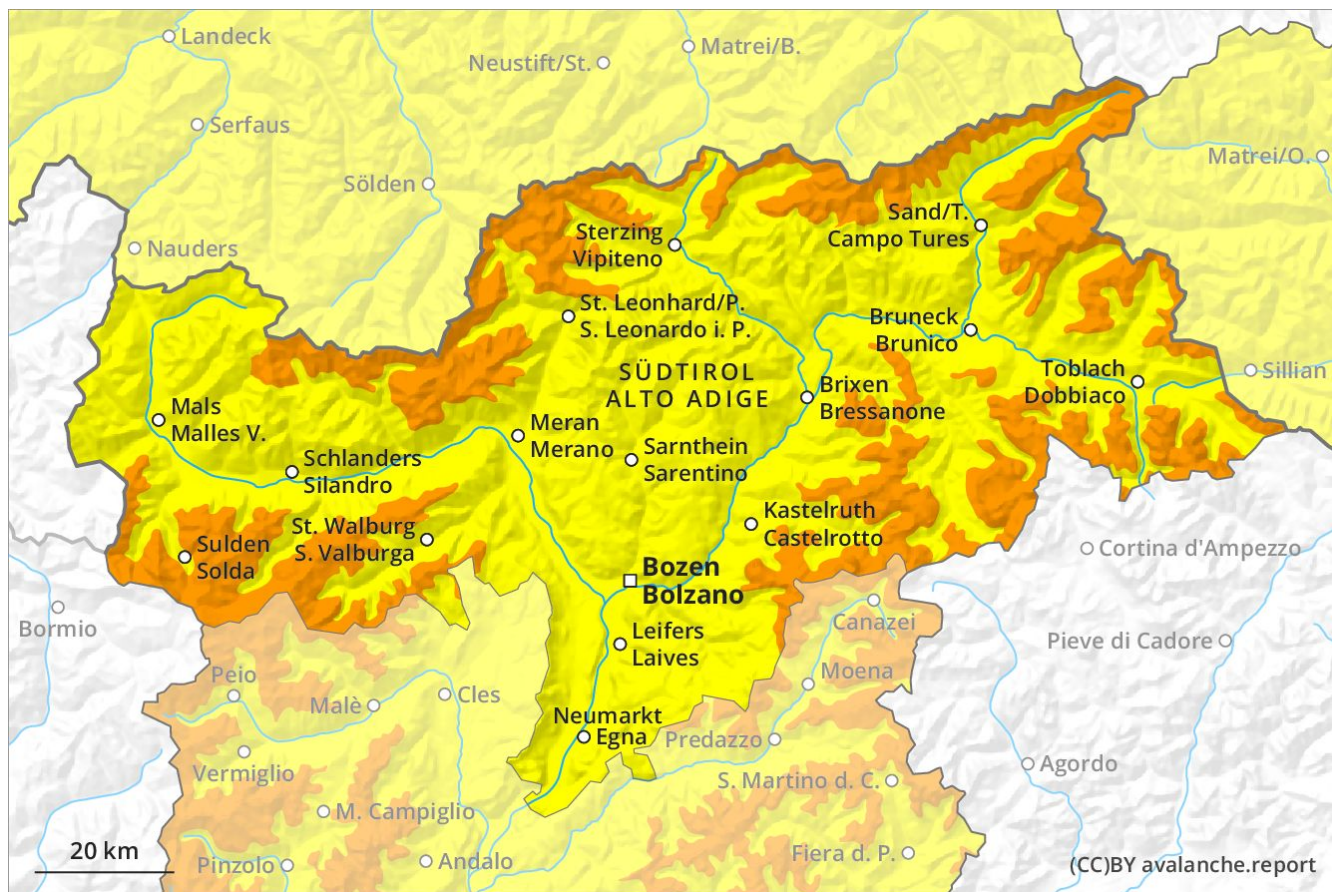 Landeck
Matrei/B.
Neustift/St.
Serfaus
Matrei/O.
Sölden
Sand/T.
Campo Tures
Nauders
Sterzing
Vipiteno
St. Leonhard/P.
S. Leonardo i. P.
Bruneck
Brunico
SÜDTIROL
ALTO ADIGE
Toblach
Dobbiaco
Sillian
Brixen
Bressanone
Mals
Malles V.
Meran
Merano
Sarnthein
Sarentino
Schlanders
Silandro
Kastelruth
Castelrotto
St. Walburg
S. Valburga
Sulden
Solda
Cortina d'Ampezzo
Bozen
Bolzano
Bormio
Canazei
Leifers
Laives
Pieve di Cadore
Peio
Moena
Malè
Cles
Neumarkt
Egna
Predazzo
Vermiglio
Agordo
S. Martino d. C.
M. Campiglio
20 km
Pinzolo
Andalo
Fiera d. P.
(CC)BY avalanche.report